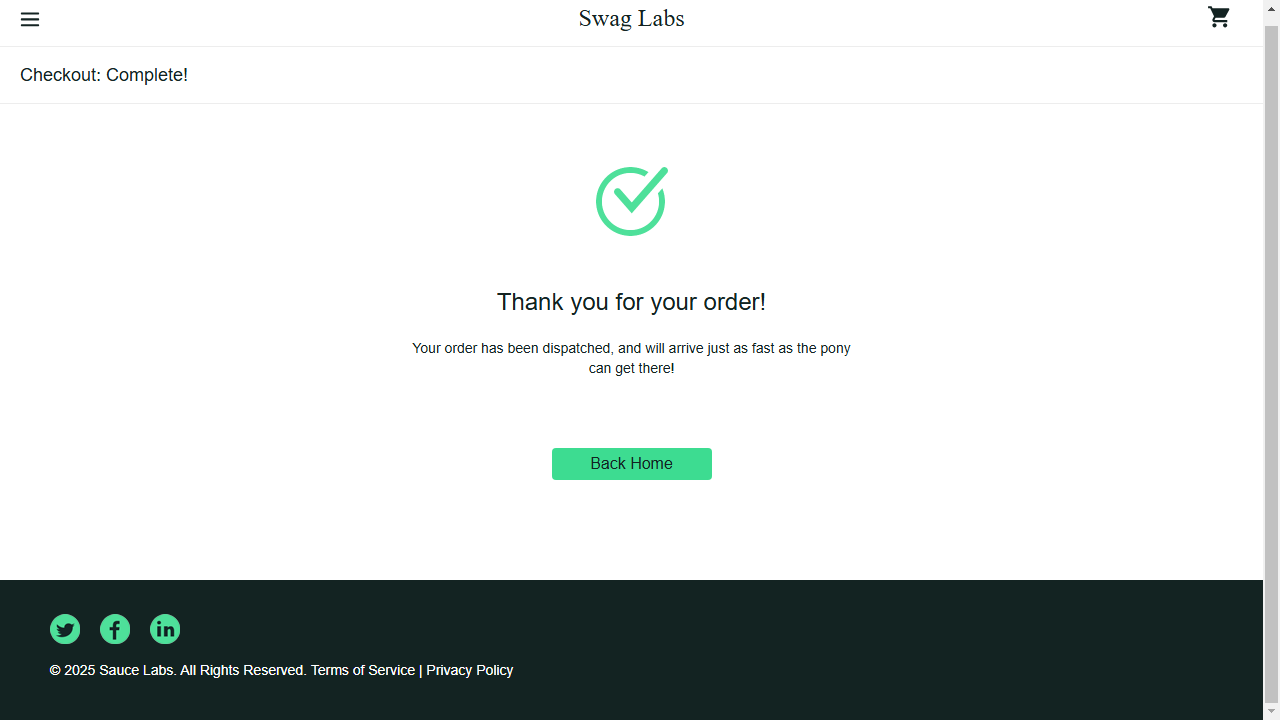 Swag Labs
Checkout: Complete!
Thank you for your order!
Your order has been dispatched, and will arrive just as fast as the pony
can get there!
Back Home
© 2025 Sauce Labs. All Rights Reserved. Terms of Service | Privacy Policy